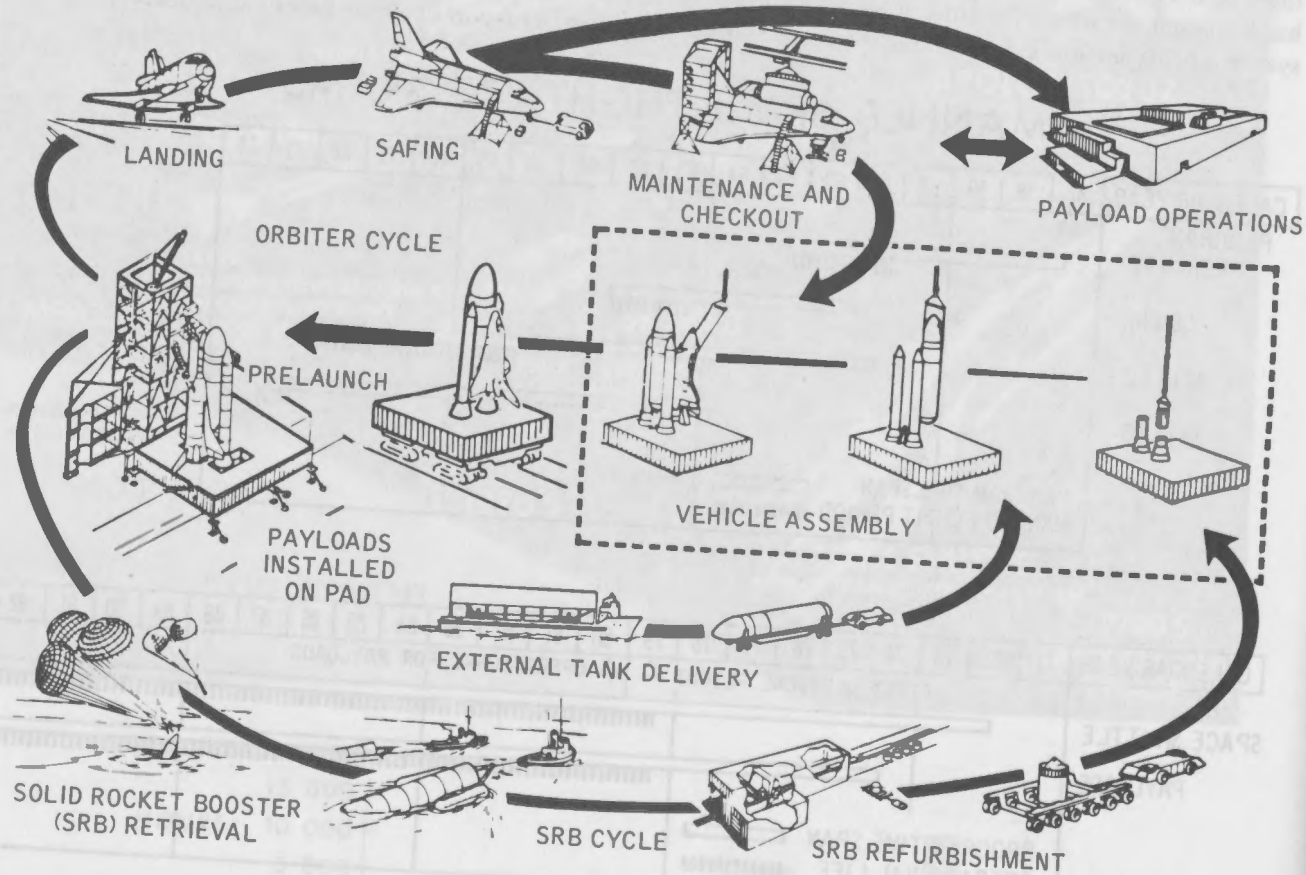 LANDING
SAFING
MAINTENANCE AND
CHECKOUT
PAYLOAD OPERATIONS
ORBITER CYCLE
PRELAUNCH
VEHICLE ASSEMBLY
PAYLOADS
INSTALLED
ON PAD
EXTERNAL TANK DELIVERY
SOLID ROCKET BOOSTER
(SRB) RETRIEVAL
SRB CYCLE
SRB REFURBISHMENT